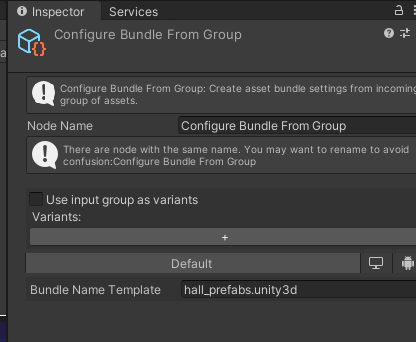 Inspector Services
Configure Bundle From Group
Configure Bundle From Group: Create asset bundle settings from incoming
group of assets.
Node Name Configure Bundle From Group
There are node with the same name. You may want to rename to avoid
confusion:Configure Bundle From Group
Use input group as variants
Variants:
+
Default
Bundle Name Template hall_prefabs.unity3d